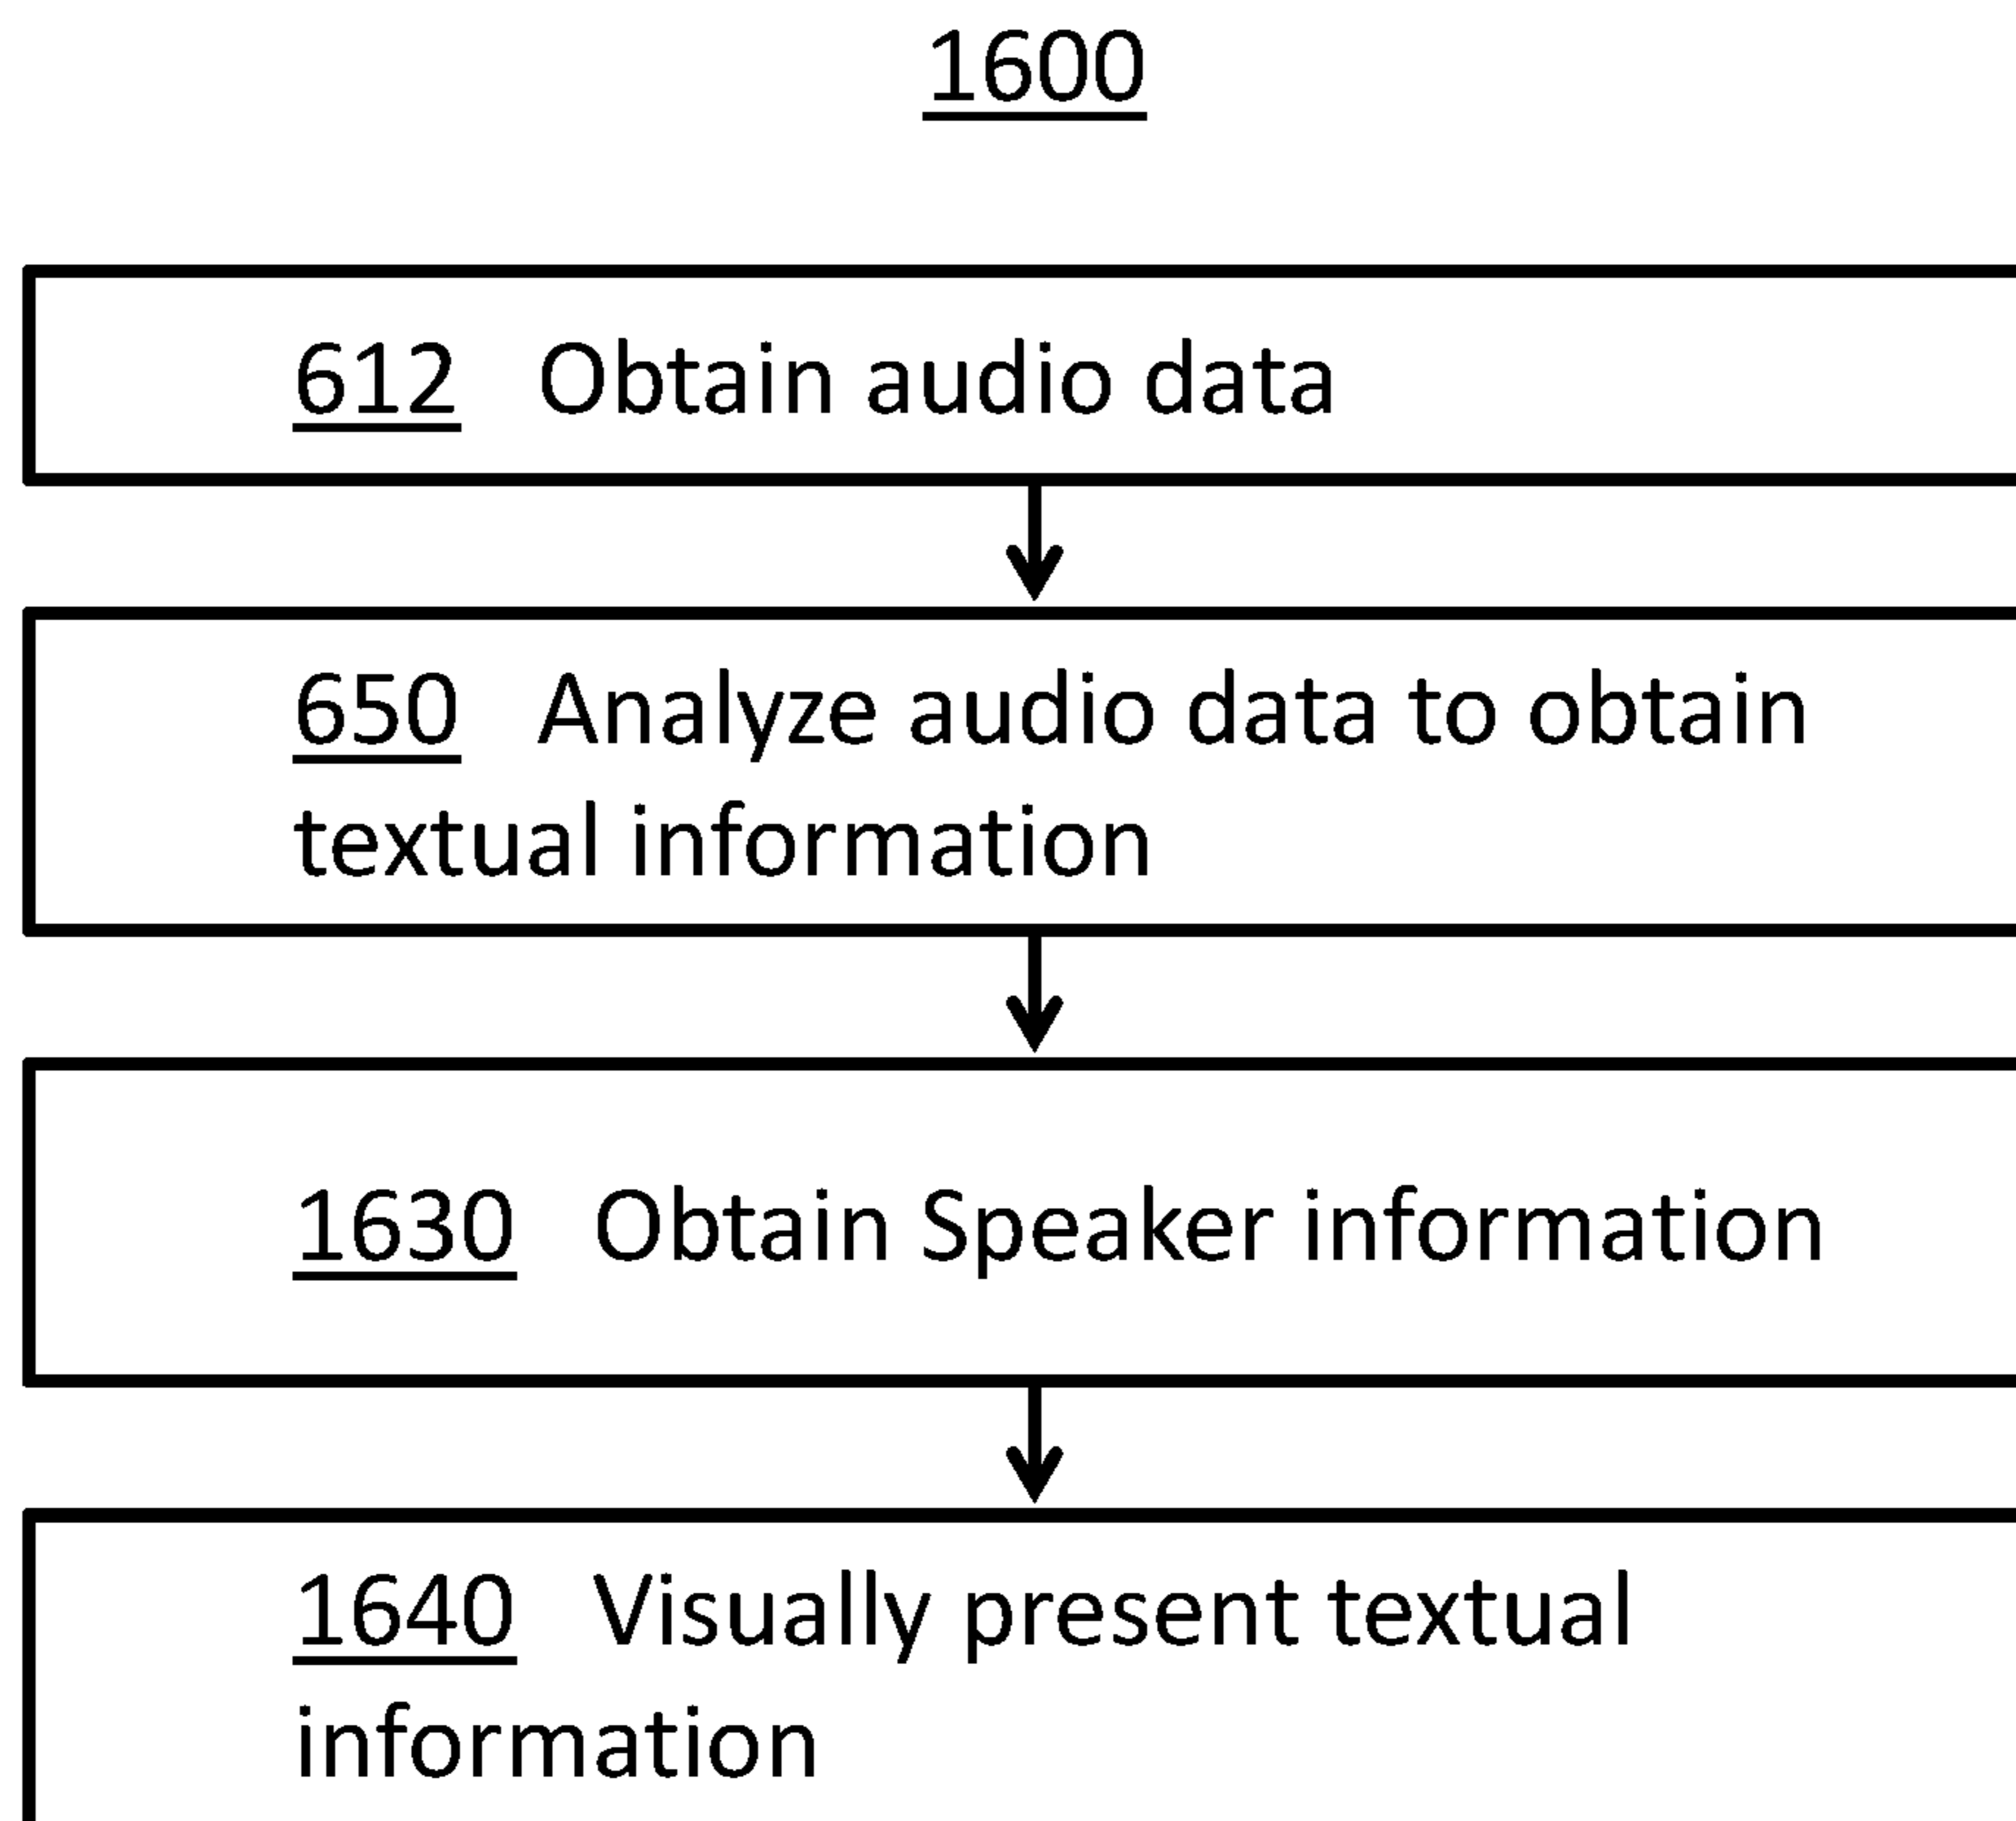 1600
612 Obtain audio data
650 Analyze audio data to obtain
textual information
1630 Obtain Speaker information
1640 Visually present textual
information